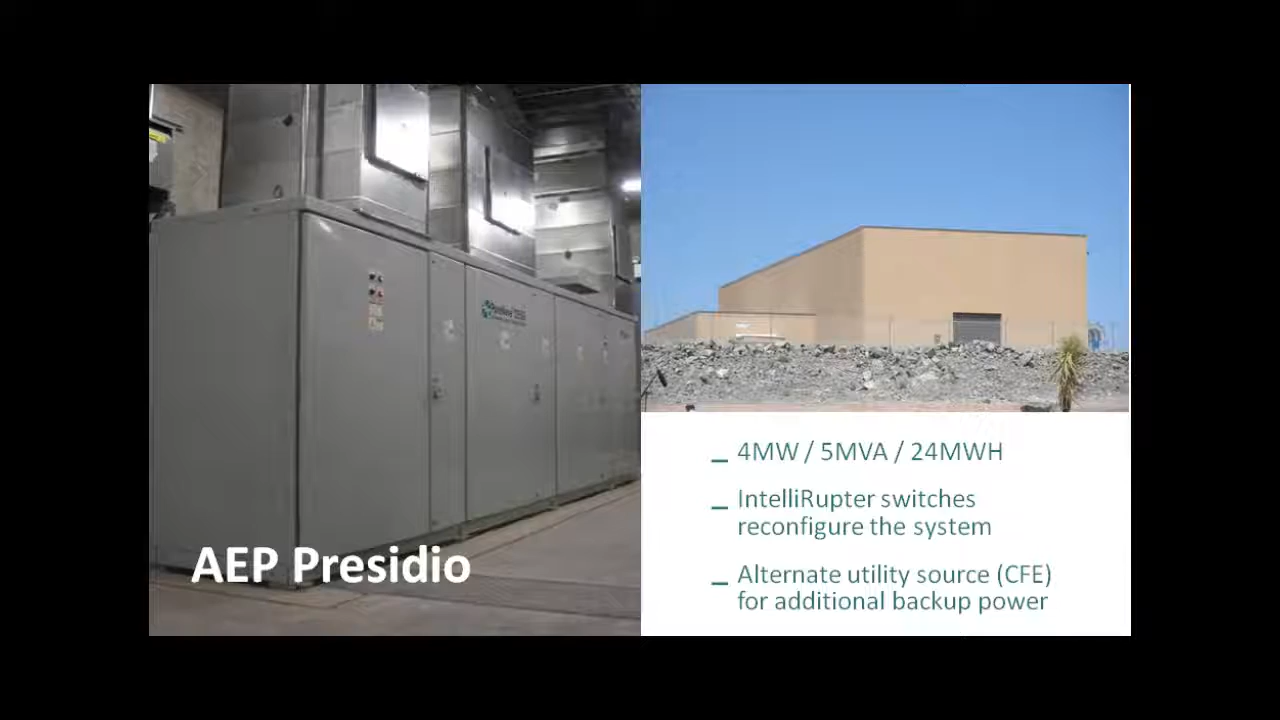 AEP Presidio
4MW / 5MVA / 24MWH
IntelliRupter switches
reconfigure the system
Alternate utility source (CFE)
for additional backup power